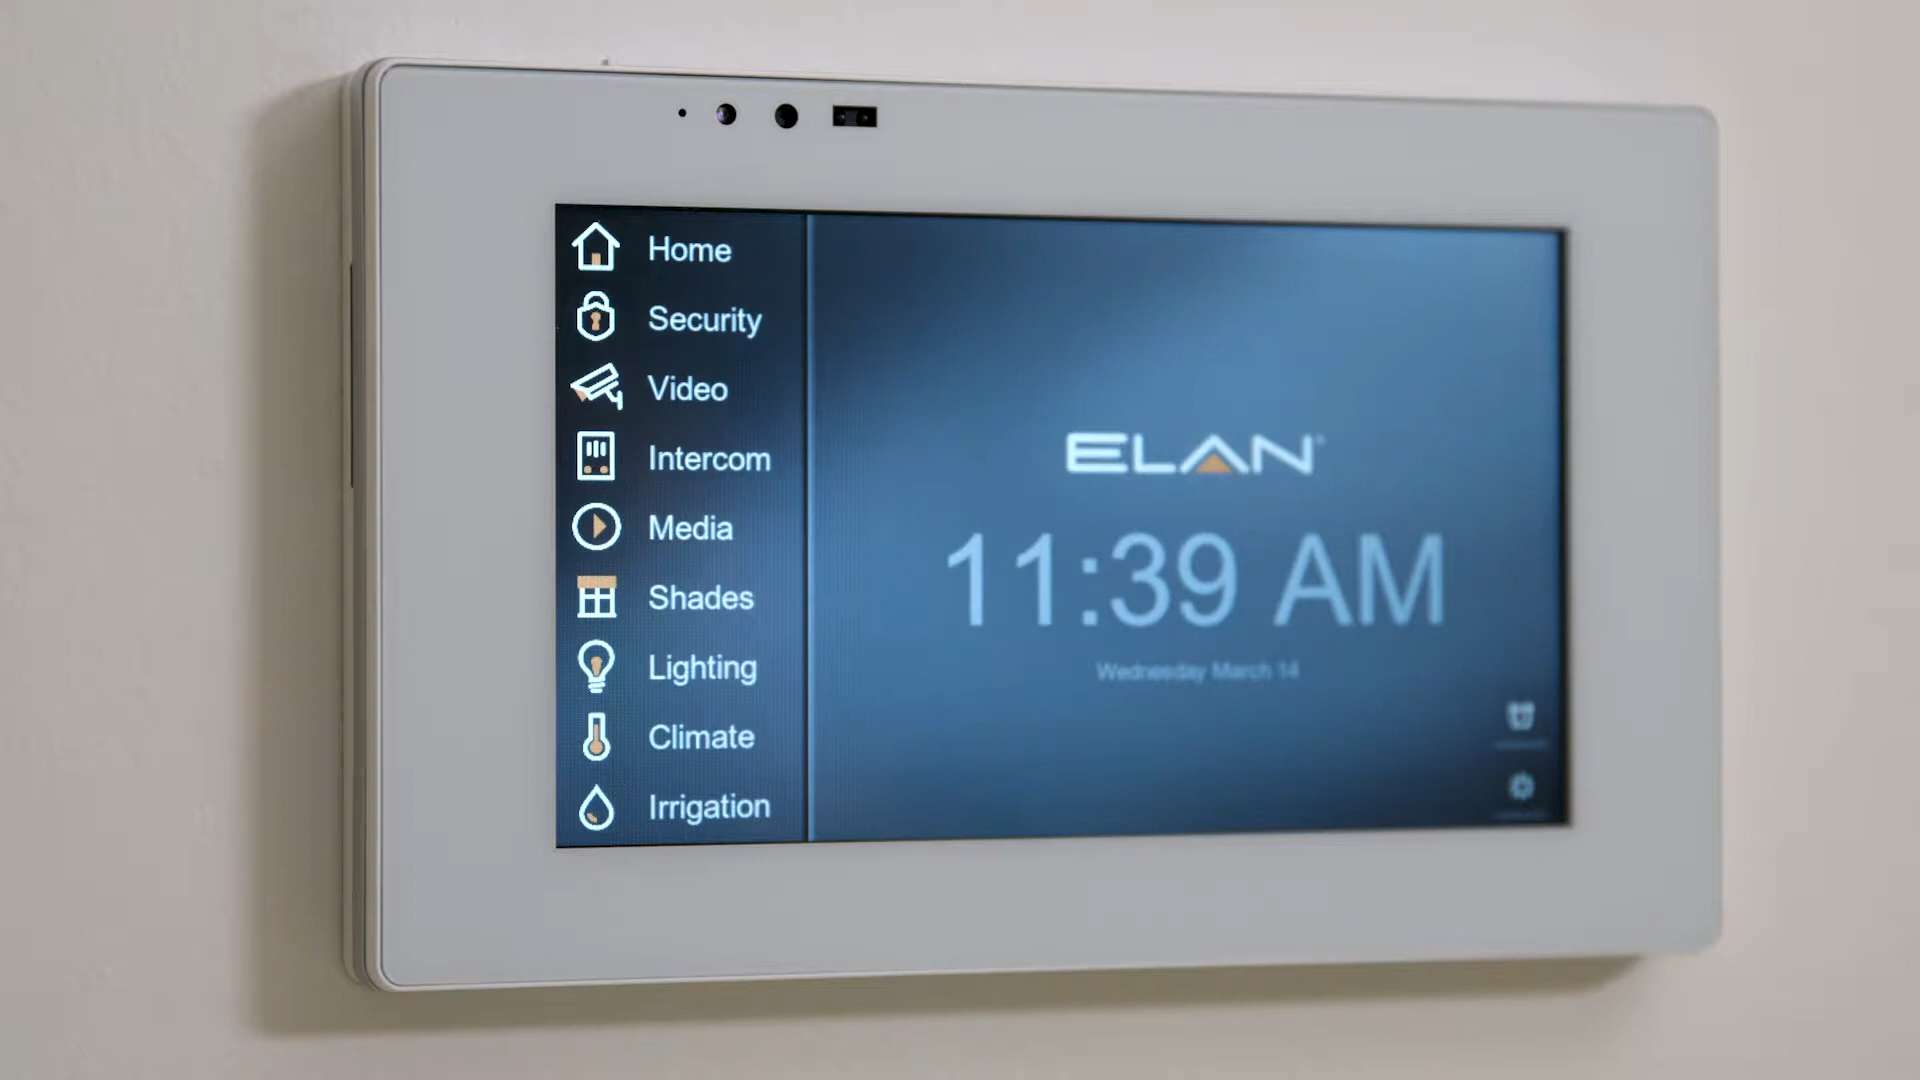 Home
Security
Video
Intercom
Media
Shades
Lighting
Climate
Irrigation
ELAN
11:39 AM
Wednesday March 14